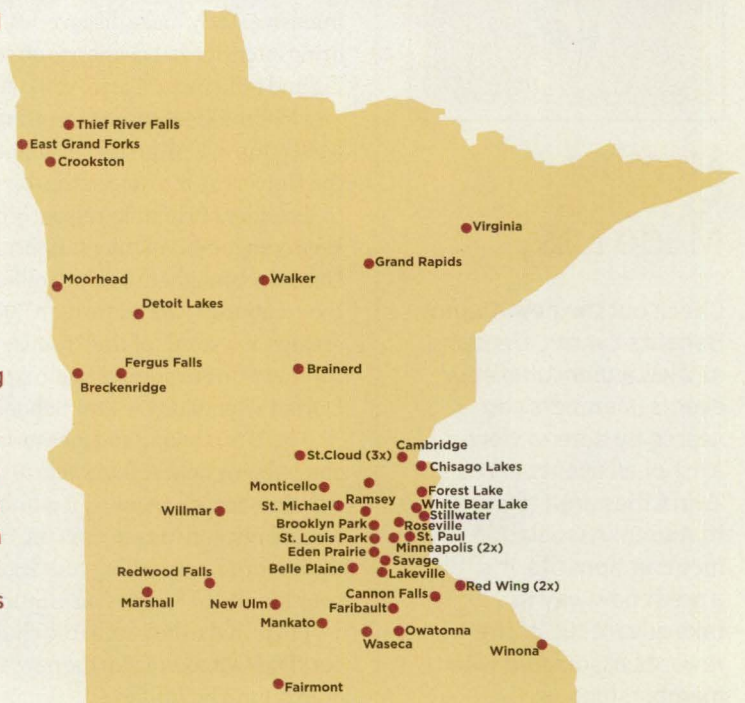 Thief River Falls
East Grand Forks
Crookston
Virginia
Grand Rapids
Walker
Moorhead
Detoit Lakes
Fergus Falls
Breckenridge
Brainerd
St.Cloud (3x)
Cambridge
Chisago Lakes
Monticello
Forest Lake
St. Michael
Ramsey
White Bear Lake
Willmar
Stillwater
Brooklyn Park
Roseville
St. Louis Park
St. Paul
Eden Prairie
Minneapolis (2x)
Savage
Belle Plaine
Lakeville
Redwood Falls
Red Wing (2x)
Marshall
Cannon Falls
New Ulm
Faribault
Mankato
Owatonna
Waseca
Winona
Fairmont